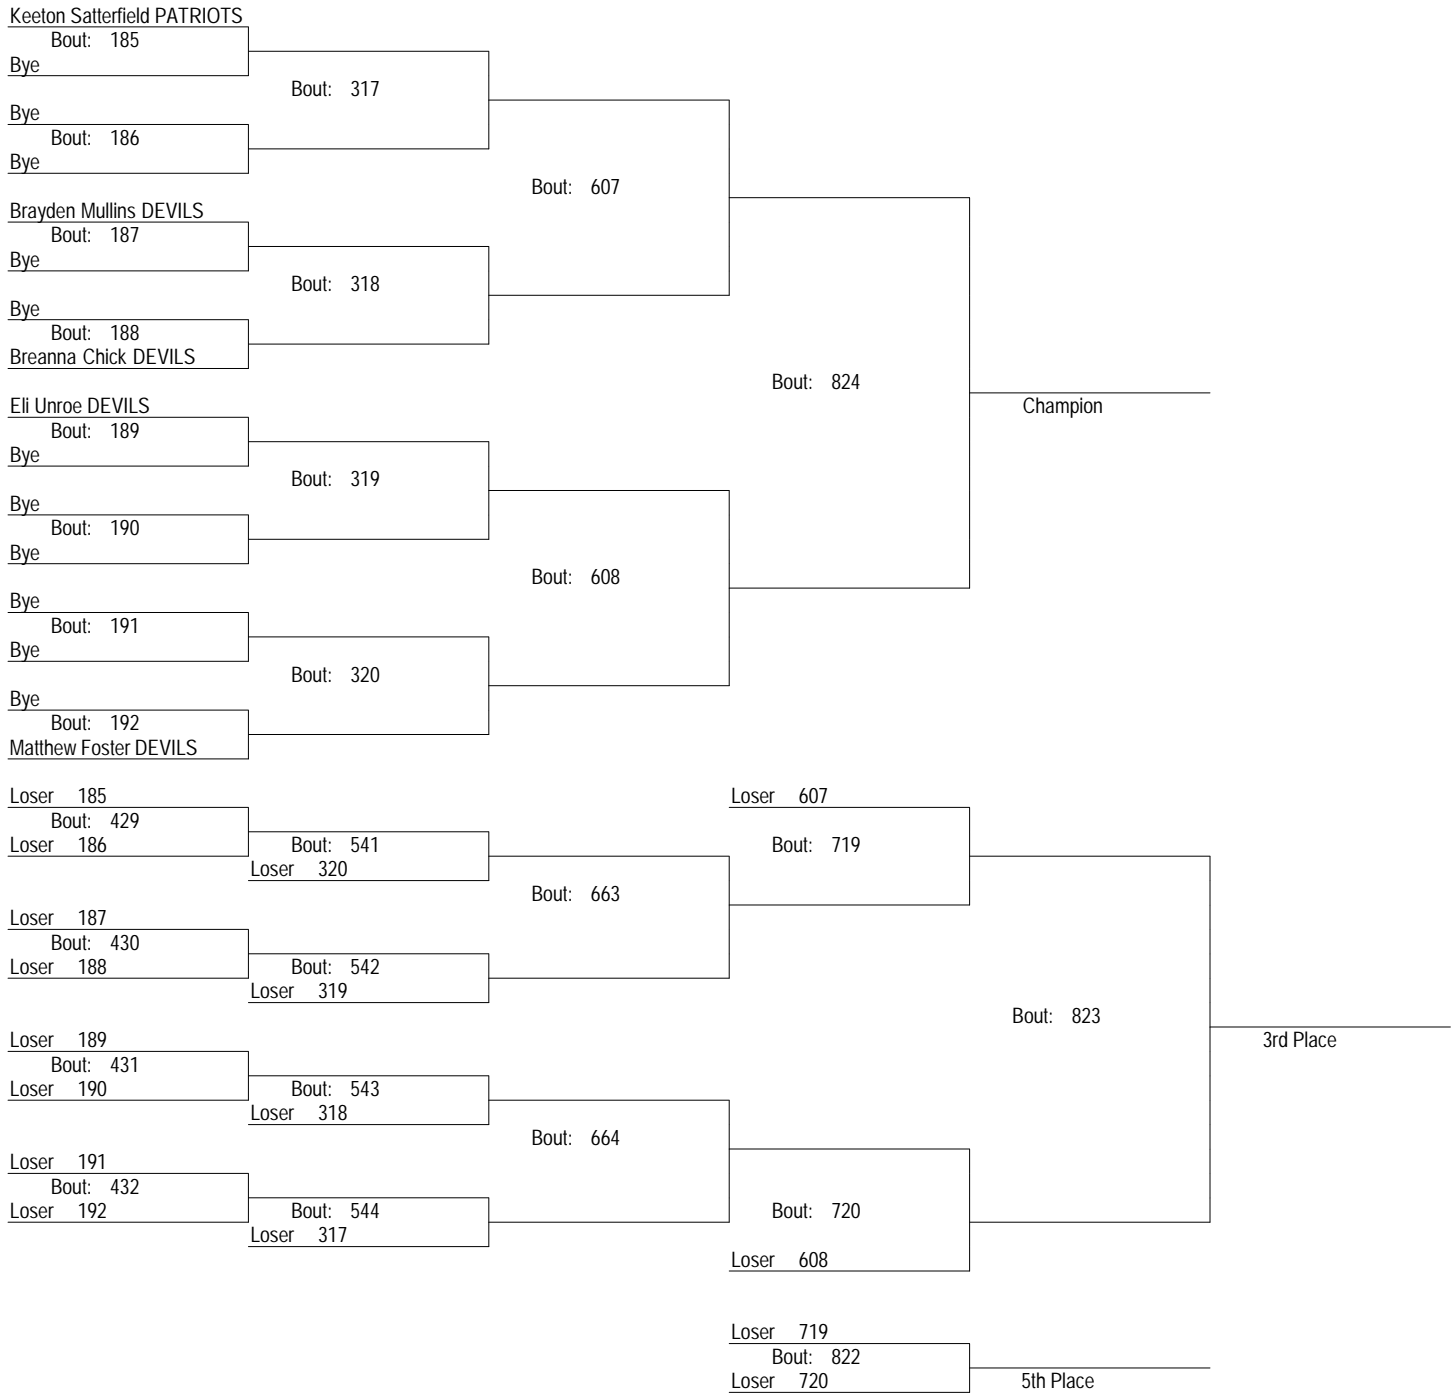 Keeton Satterfield PATRIOTS
Bout: 185
Bye
Bout: 317
Bye
Bout: 186
Bye
Bout: 607
Brayden Mullins DEVILS
Bout: 187
Bye
Bout: 318
Bye
Bout: 188
Breanna Chick DEVILS
Bout: 824
Champion
Eli Unroe DEVILS
Bout: 189
Bye
Bout: 319
Bye
Bout: 190
Bye
Bout: 608
Bye
Bout: 191
Bye
Bout: 320
Bye
Bout: 192
Matthew Foster DEVILS
Loser 185
Bout: 429
Loser 186
Bout: 541
Loser 320
Loser 607
Bout: 719
Bout: 663
Loser 187
Bout: 430
Loser 188
Bout: 542
Loser 319
Bout: 823
3rd Place
Loser 189
Bout: 431
Loser 190
Bout: 543
Loser 318
Bout: 664
Loser 191
Bout: 432
Loser 192
Bout: 544
Loser 317
Bout: 720
Loser 608
Loser 719
Bout: 822
Loser 720
5th Place